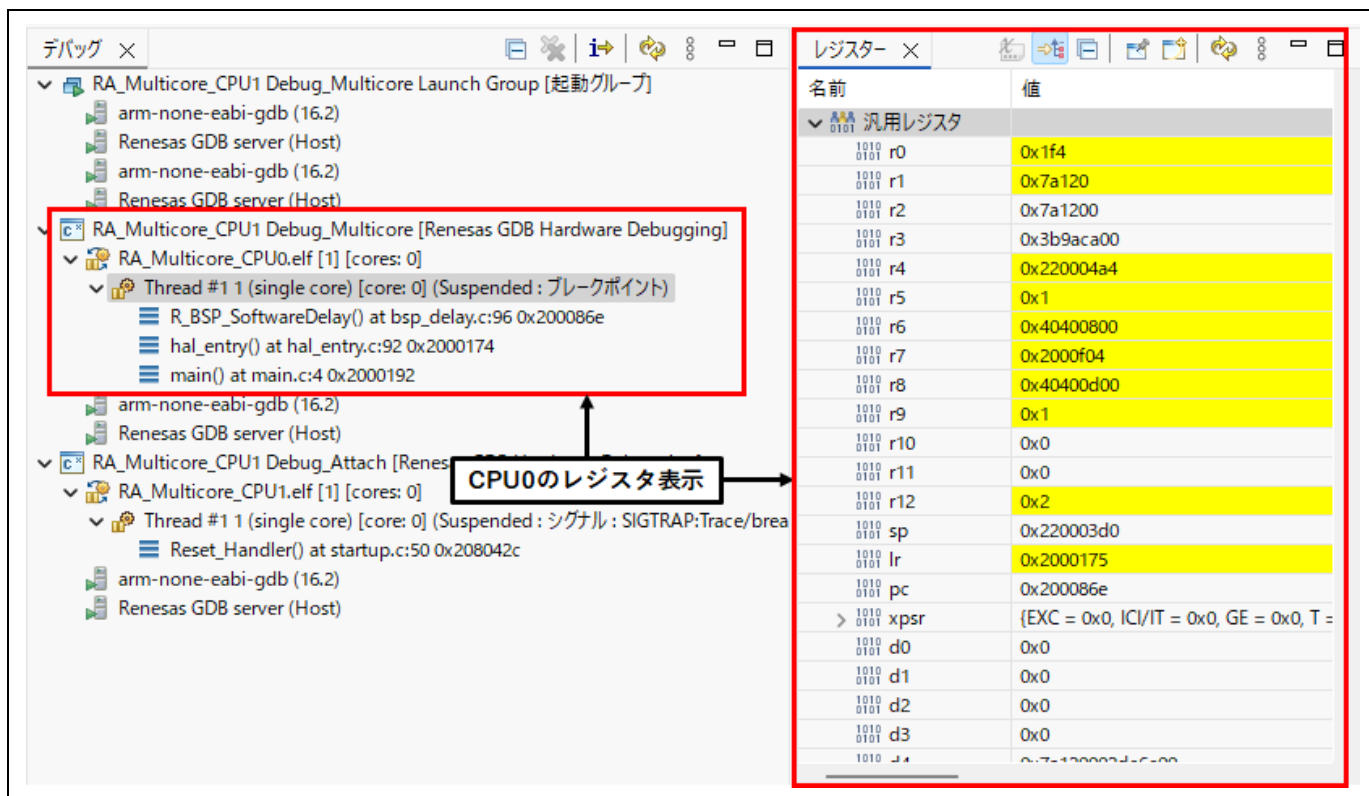 デバッグ
RA_Multicore_CPU1 Debug_Multicore Launch Group [起動グループ]
arm-none-eabi-gdb (16.2)
Renesas GDB server (Host)
arm-none-eabi-gdb (16.2)
Renesas GDB server (Host)
RA_Multicore_CPU1 Debug_Multicore [Renesas GDB Hardware Debugging]
RA_Multicore_CPU0.elf [1] [cores: 0]
Thread #1 1 (single core) [core: 0] (Suspended : ブレークポイント)
R_BSP_SoftwareDelay() at bsp_delay.c:96 0x200086e
hal_entry() at hal_entry.c:92 0x2000174
main() at main.c:4 0x2000192
arm-none-eabi-gdb (16.2)
Renesas GDB server (Host)
RA_Multicore_CPU1 Debug_Attach [Renes
RA_Multicore_CPU1.elf [1] [cores: 0]
Thread #1 1 (single core) [core: 0] (Suspended : シグナル : SIGTRAP:Trace/brea
Reset_Handler() at startup.c:50 0x208042c
arm-none-eabi-gdb (16.2)
Renesas GDB server (Host)
CPU0のレジスタ表示
レジスター
名前 値
汎用レジスタ
r0 0x1f4
r1 0x7a120
r2 0x7a1200
r3 0x3b9aca00
r4 0x220004a4
r5 0x1
r6 0x40400800
r7 0x2000f04
r8 0x40400d00
r9 0x1
r10 0x0
r11 0x0
r12 0x2
sp 0x220003d0
lr 0x2000175
pc 0x200086e
xpsr {EXC = 0x0, ICI/IT = 0x0, GE = 0x0, T =
d0 0x0
d1 0x0
d2 0x0
d3 0x0